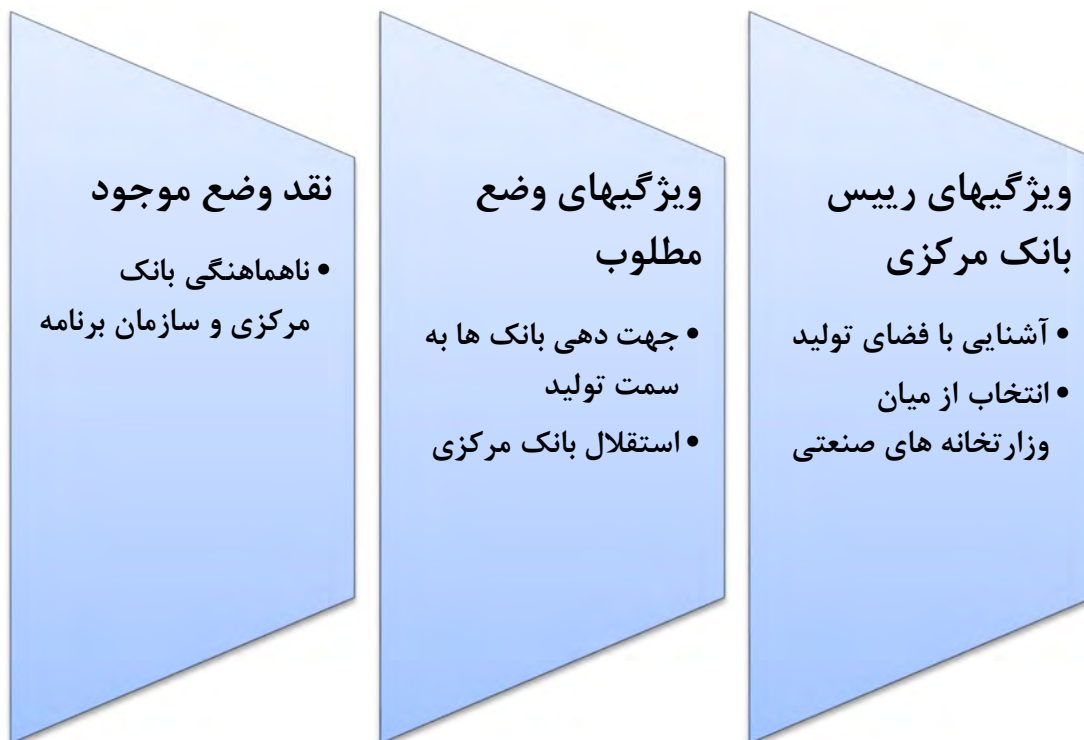 ویژگیهای رییس
بانک مرکزی
• آشنایی با فضای تولید
• انتخاب از میان
وزارتخانه های صنعتی
ویژگیهای وضع
مطلوب
• جهت دهی بانک ها به
سمت تولید
• استقلال بانک مرکزی
نقد وضع موجود
• ناهماهنگی بانک
مرکزی و سازمان برنامه